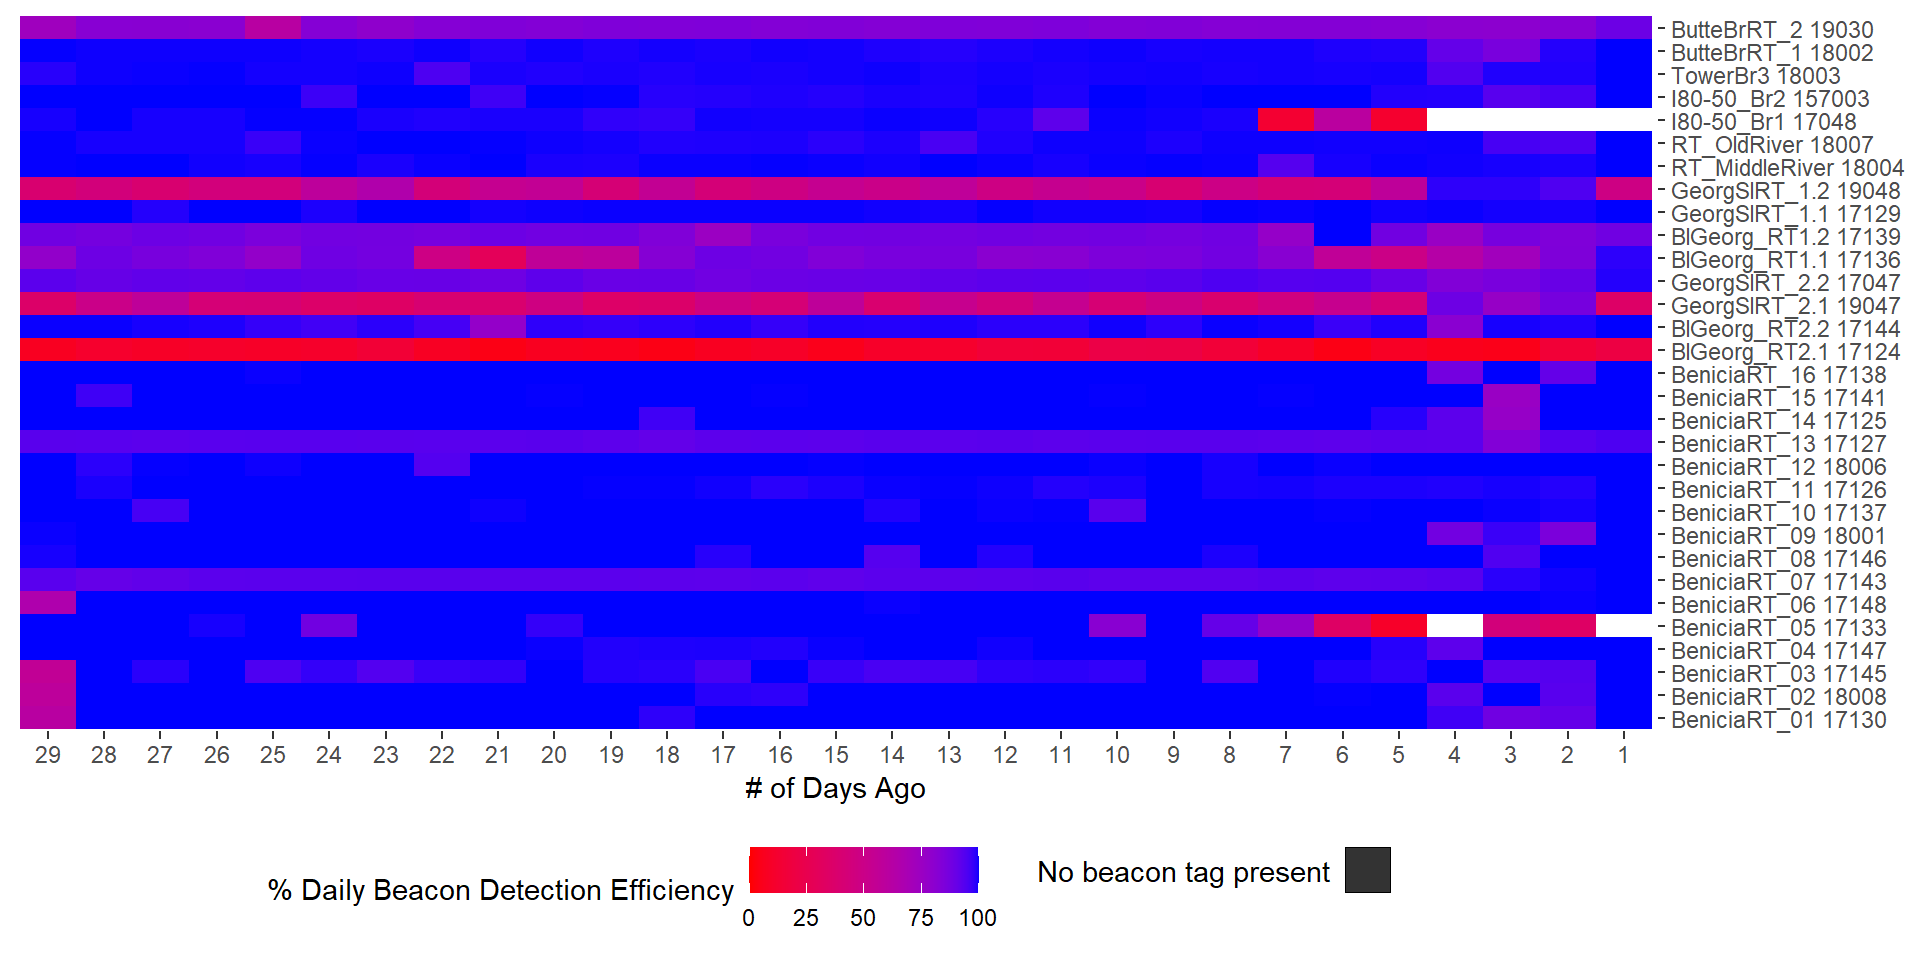 ButteBrRT_2 19030
ButteBrRT_1 18002
TowerBr3 18003
I80-50_Br2 157003
I80-50_Br1 17048
RT_OldRiver 18007
RT_MiddleRiver 18004
GeorgSlRT_1.2 19048
GeorgSlRT_1.1 17129
BlGeorg_RT1.2 17139
BlGeorg_RT1.1 17136
GeorgSlRT_2.2 17047
GeorgSlRT_2.1 19047
BlGeorg_RT2.2 17144
BlGeorg_RT2.1 17124
BeniciaRT_16 17138
BeniciaRT_15 17141
BeniciaRT_14 17125
BeniciaRT_13 17127
BeniciaRT_12 18006
BeniciaRT_11 17126
BeniciaRT_10 17137
BeniciaRT_09 18001
BeniciaRT_08 17146
BeniciaRT_07 17143
BeniciaRT_06 17148
BeniciaRT_05 17133
BeniciaRT_04 17147
BeniciaRT_03 17145
BeniciaRT_02 18008
BeniciaRT_01 17130
29 28 27 26 25 24 23 22 21 20 19 18 17 16 15 14 13 12 11 10 9 8 7 6 5 4 3 2 1
# of Days Ago
% Daily Beacon Detection Efficiency
0 25 50 75 100
No beacon tag present